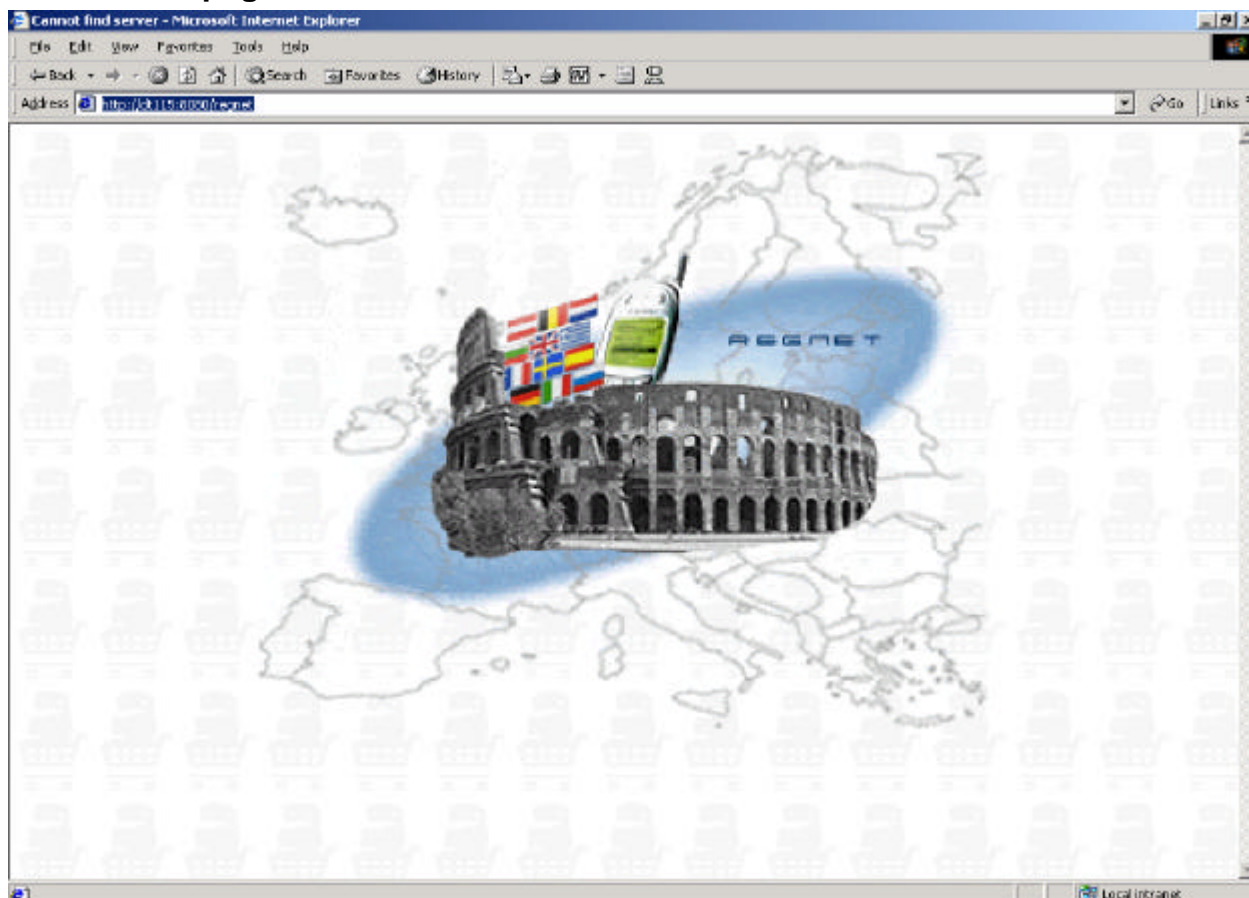 Cannot find server - Microsoft Internet Explorer
File Edit View Favorites Tools Help
Back Search Favorites History
Address Go Links
REGNET
Local intranet